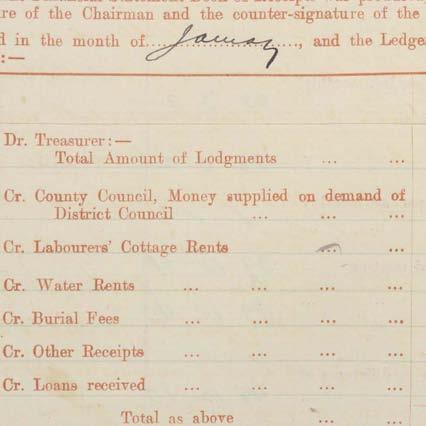 ure of the Chairman and the counter-signature of the
d in the month of January, and the Ledge
:—
Dr. Treasurer:—
Total Amount of Lodgments ... ...
Cr. County Council, Money supplied on demand of
District Council ... ... ...
Cr. Labourers' Cottage Rents ... ...
Cr. Water Rents ... ... ... ...
Cr. Burial Fees ... ... ... ...
Cr. Other Receipts ... ... ... ...
Cr. Loans received ... ... ... ...
Total as above ... ...